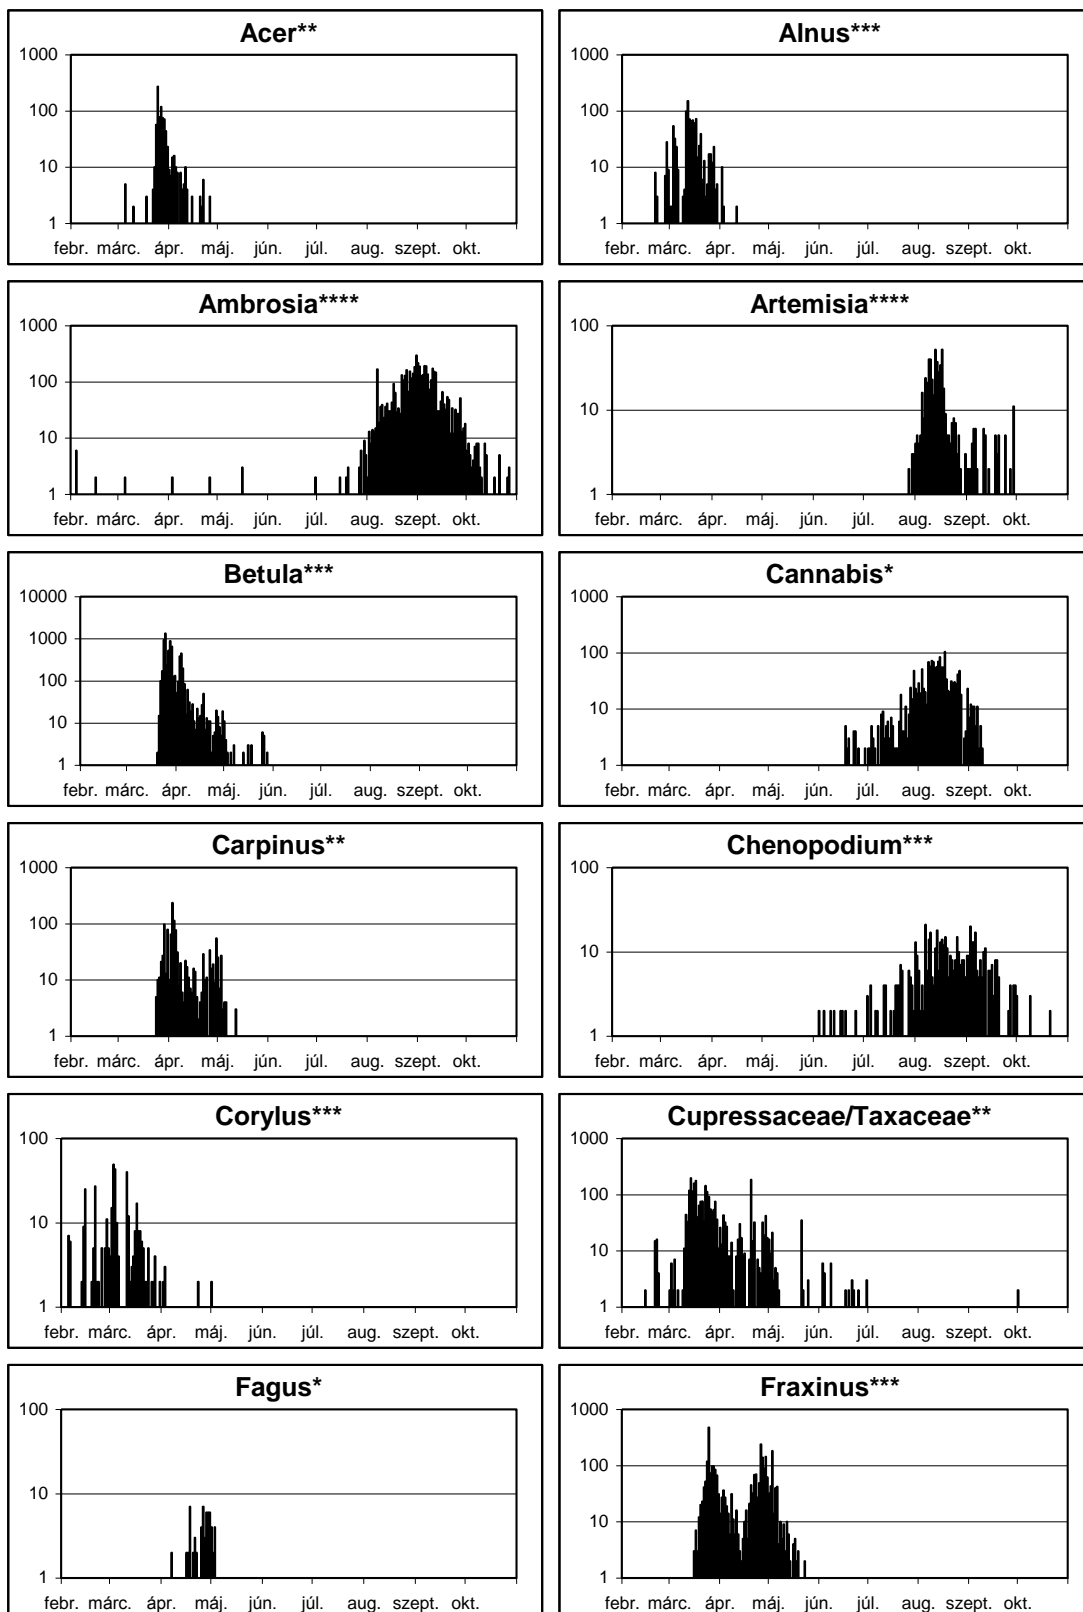 Acer**
1000
100
10
1
febr. márc. ápr. máj. jún. júl. aug. szept. okt.
Alnus***
1000
100
10
1
febr. márc. ápr. máj. jún. júl. aug. szept. okt.
Ambrosia****
1000
100
10
1
febr. márc. ápr. máj. jún. júl. aug. szept. okt.
Artemisia****
100
10
1
febr. márc. ápr. máj. jún. júl. aug. szept. okt.
Betula***
10000
1000
100
10
1
febr. márc. ápr. máj. jún. júl. aug. szept. okt.
Cannabis*
1000
100
10
1
febr. márc. ápr. máj. jún. júl. aug. szept. okt.
Carpinus**
1000
100
10
1
febr. márc. ápr. máj. jún. júl. aug. szept. okt.
Chenopodium***
100
10
1
febr. márc. ápr. máj. jún. júl. aug. szept. okt.
Corylus***
100
10
1
febr. márc. ápr. máj. jún. júl. aug. szept. okt.
Cupressaceae/Taxaceae**
1000
100
10
1
febr. márc. ápr. máj. jún. júl. aug. szept. okt.
Fagus*
100
10
1
febr. márc. ápr. máj. jún. júl. aug. szept. okt.
Fraxinus***
1000
100
10
1
febr. márc. ápr. máj. jún. júl. aug. szept. okt.